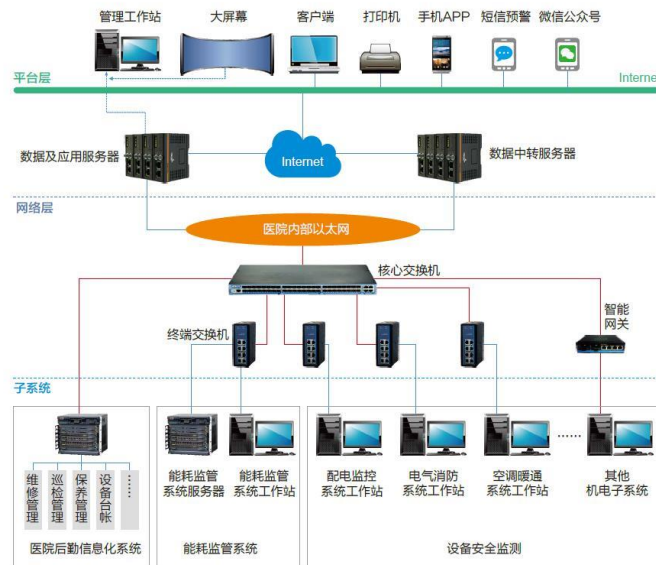 管理工作站
大屏幕
客户端
打印机
手机APP
短信预警
微信公众号
平台层
Internet
数据及应用服务器
Internet
数据中转服务器
网络层
医院内部以太网
核心交换机
智能
网关
终端交换机
子系统
维修管理
巡检管理
保养管理
设备台帐
……
能耗监管
系统服务器
能耗监管
系统工作站
配电监控
系统工作站
电气消防
系统工作站
空调暖通
系统工作站
……
其他
机电子系统
医院后勤信息化系统
能耗监管系统
设备安全监测